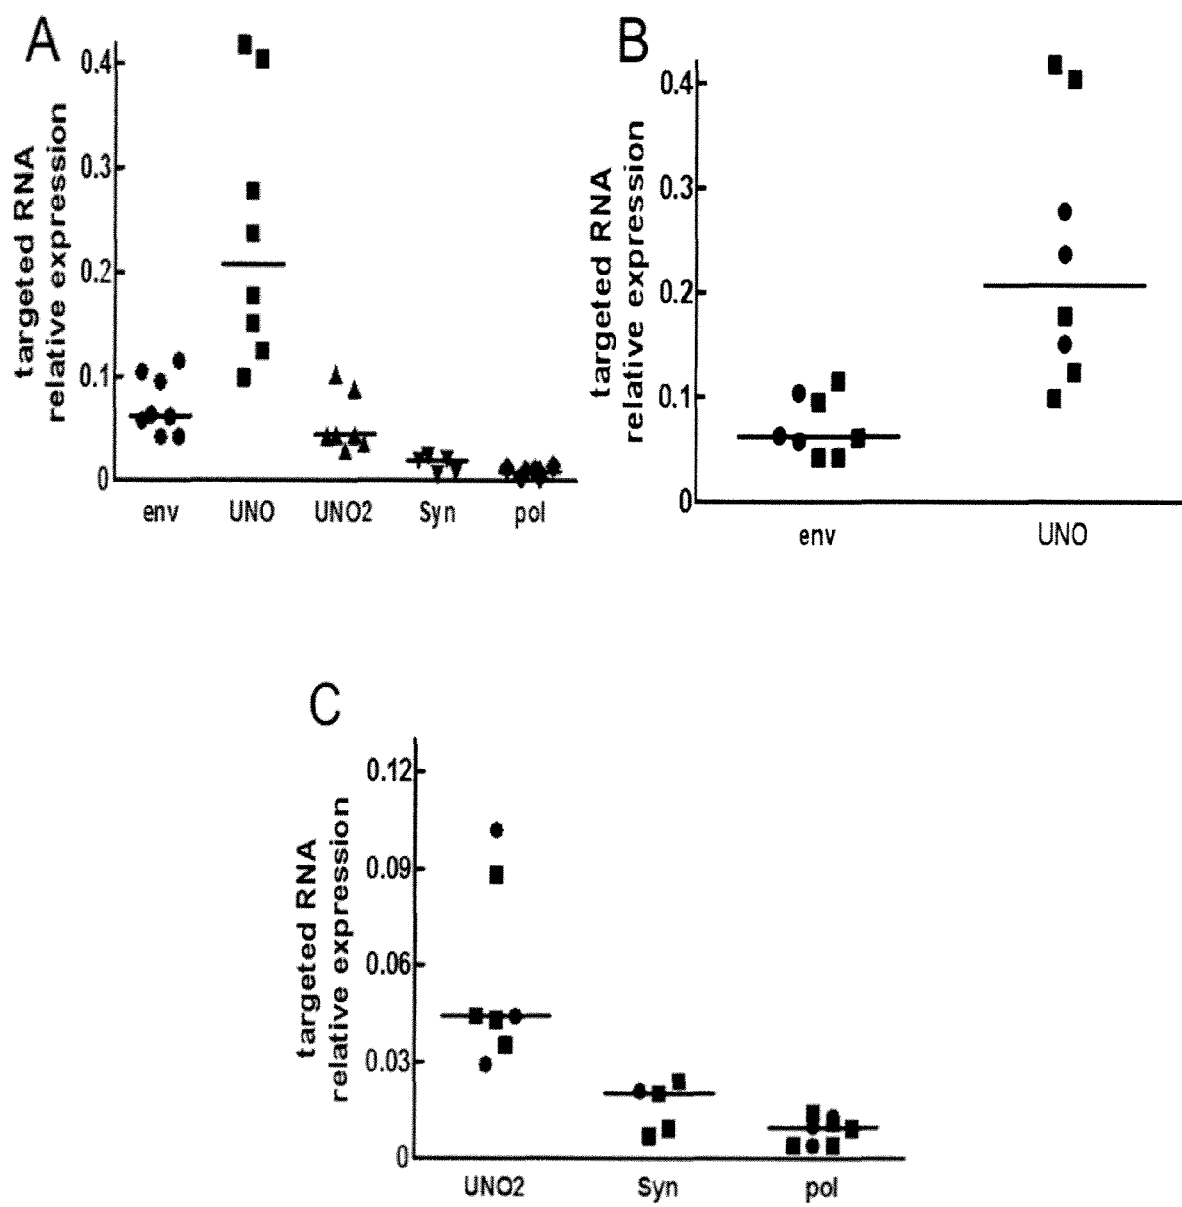 A
targeted RNA
relative expression
0.4
0.3
0.2
0.1
0
env UNO UNO2 Syn pol
B
targeted RNA
relative expression
0.4
0.3
0.2
0.1
0
env UNO
C
targeted RNA
relative expression
0.12
0.09
0.06
0.03
0
UNO2 Syn pol